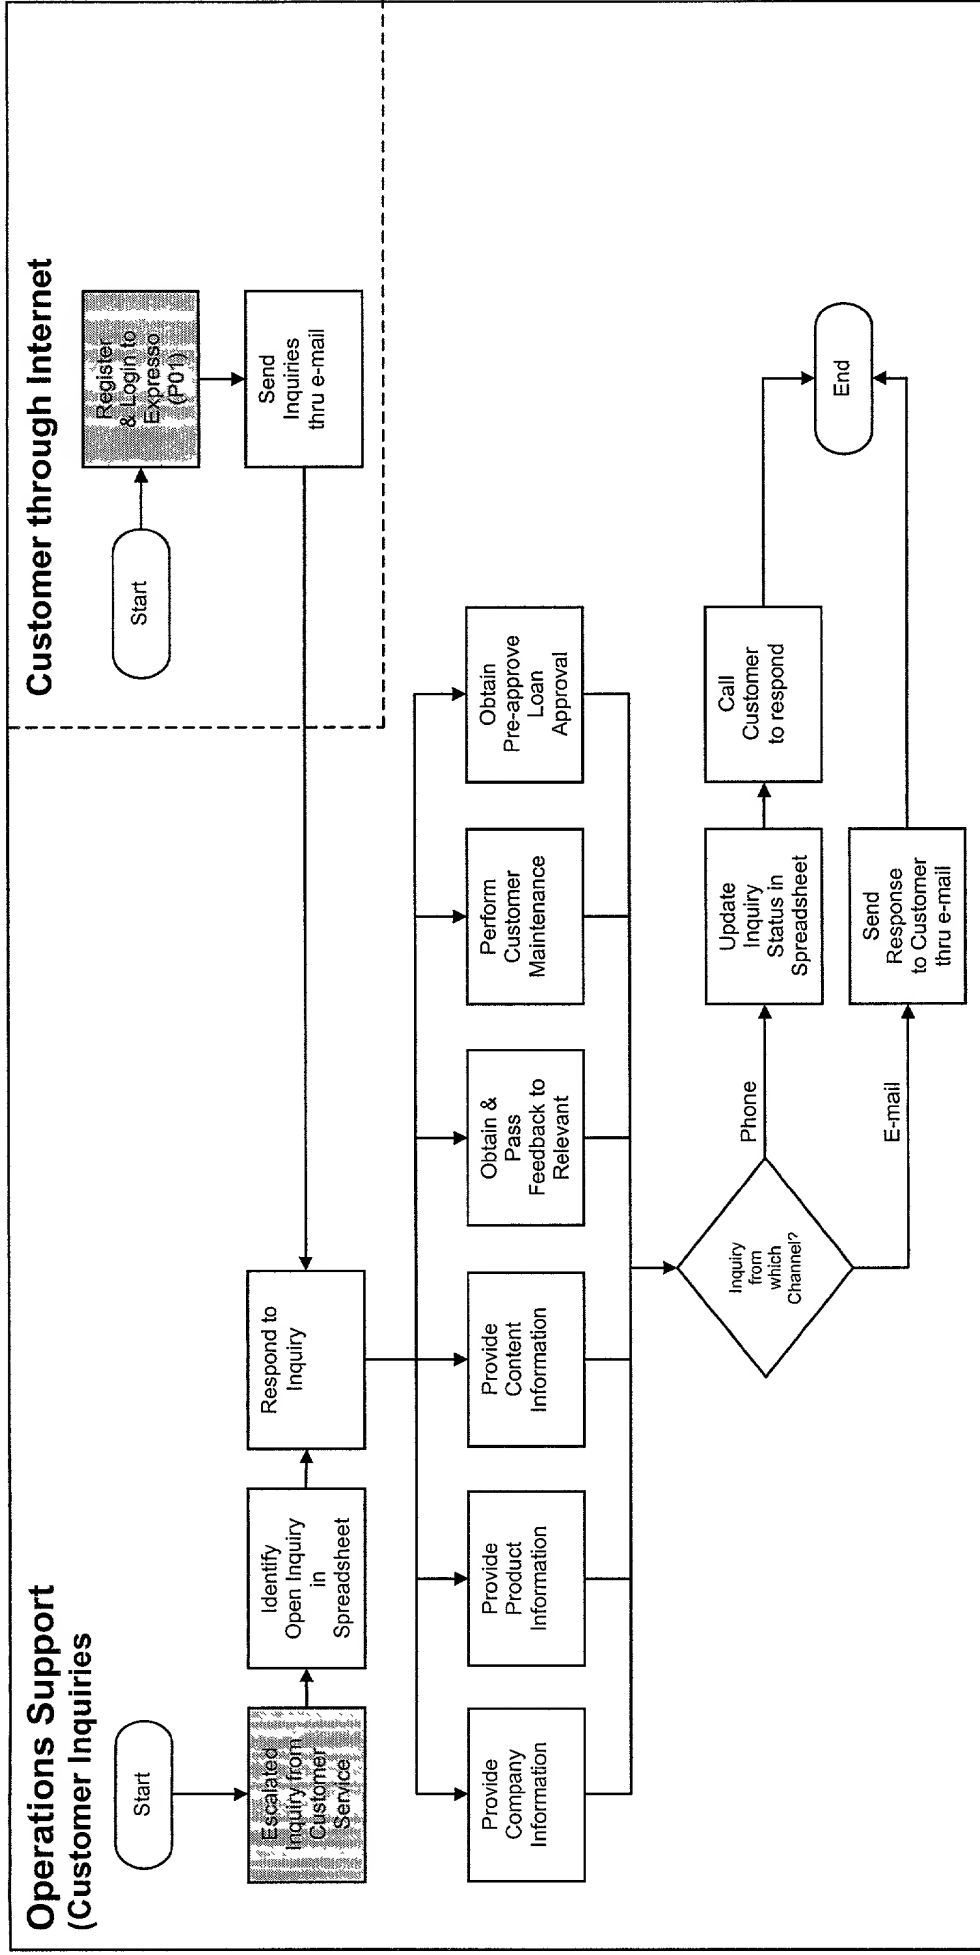 Operations Support
(Customer Inquiries
Customer through Internet
Start
Start
Register
& Login to
Expresso
(P01)
Escalated
Inquiry from
Customer
Service
Identify
Open Inquiry
in
Spreadsheet
Respond to
Inquiry
Send
Inquiries
thru e-mail
Provide
Company
Information
Provide
Product
Information
Provide
Content
Information
Obtain &
Pass
Feedback to
Relevant
Perform
Customer
Maintenance
Obtain
Pre-approve
Loan
Approval
Inquiry
from
which
Channel?
Phone
Update
Inquiry
Status in
Spreadsheet
Call
Customer
to respond
E-mail
Send
Response
to Customer
thru e-mail
End